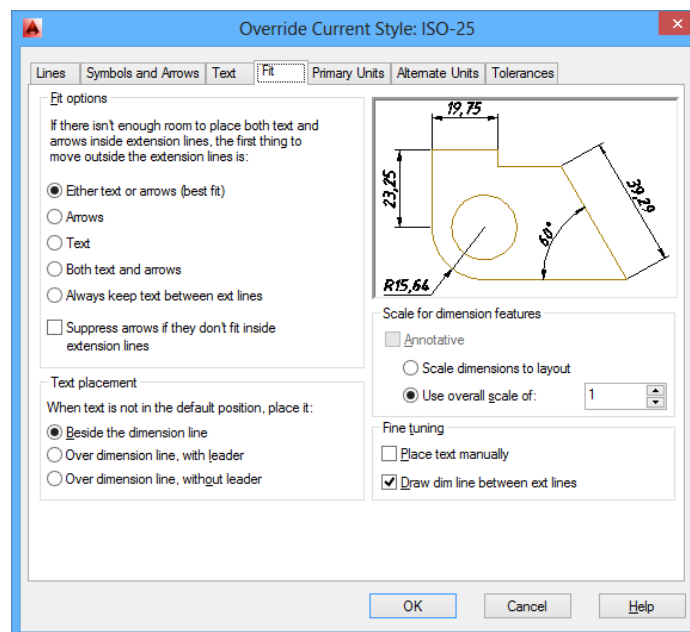 Override Current Style: ISO-25
Lines Symbols and Arrows Text Fit Primary Units Alternate Units Tolerances
Fit options
If there isn't enough room to place both text and
arrows inside extension lines, the first thing to
move outside the extension lines is:
Either text or arrows (best fit)
Arrows
Text
Both text and arrows
Always keep text between ext lines
Suppress arrows if they don't fit inside
extension lines
Text placement
When text is not in the default position, place it:
Beside the dimension line
Over dimension line, with leader
Over dimension line, without leader
19,75
23,25
39,29
60°
R15,64
Scale for dimension features
Annotative
Scale dimensions to layout
Use overall scale of: 1
Fine tuning
Place text manually
Draw dim line between ext lines
OK Cancel Help